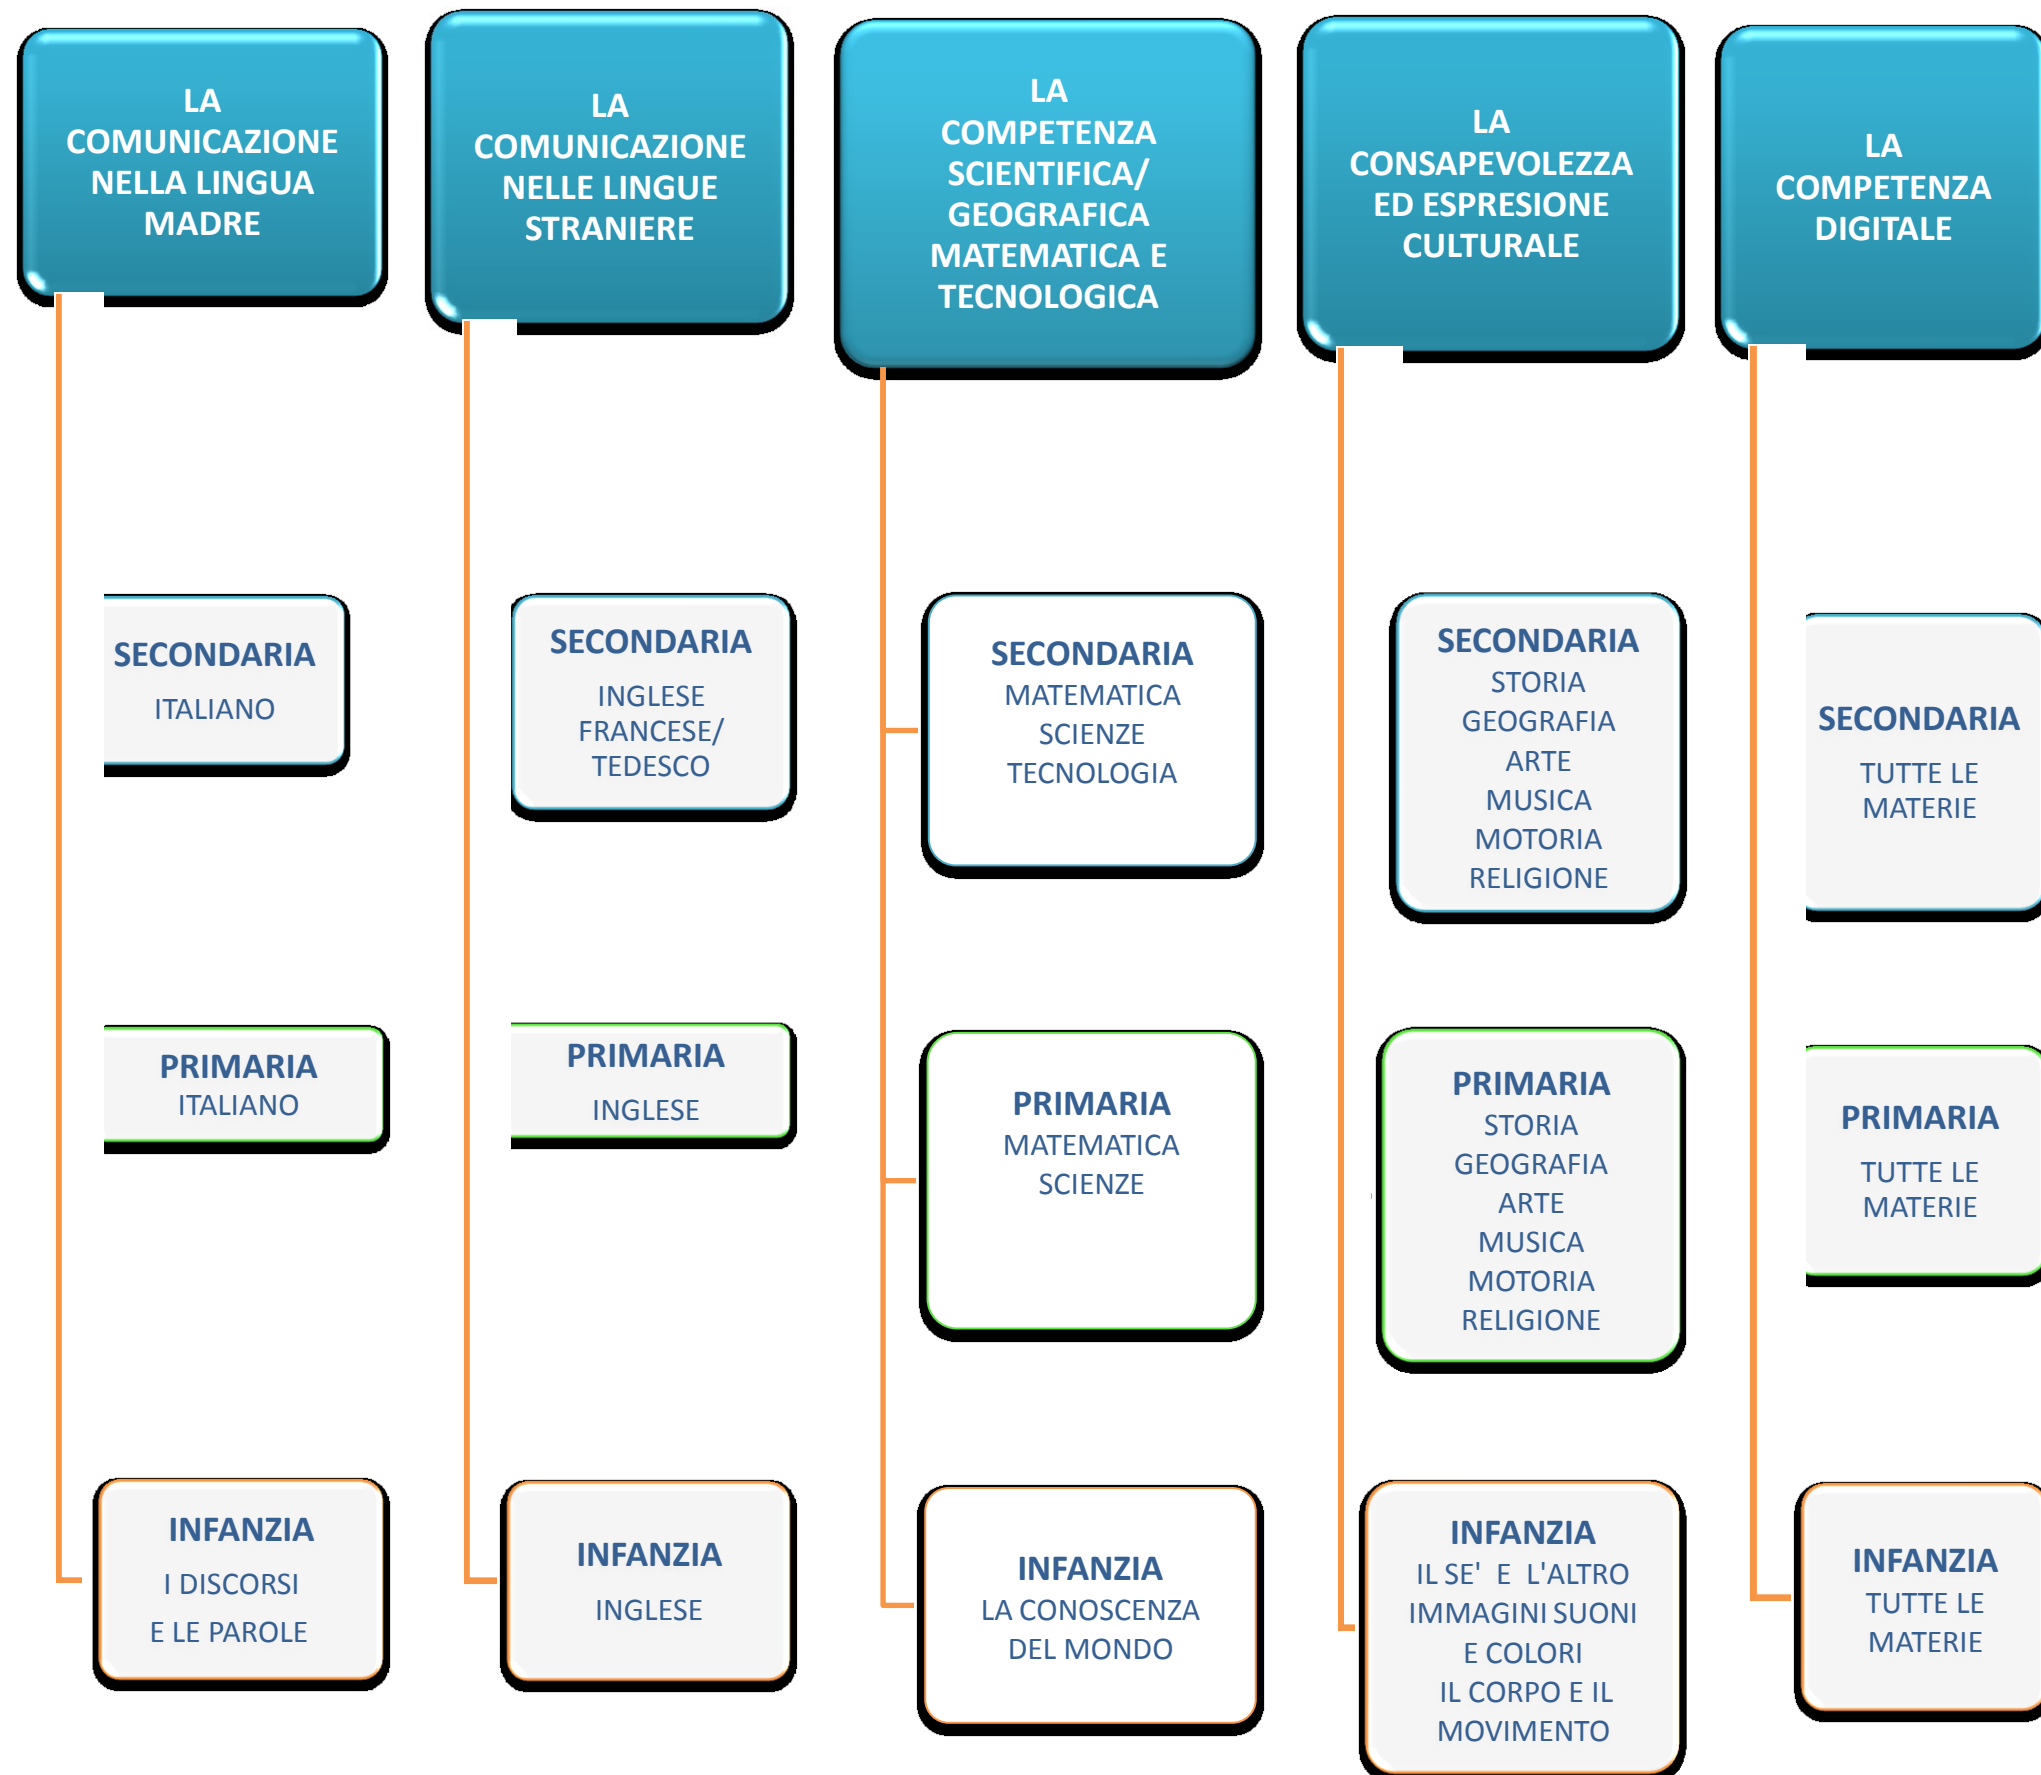 LA
COMUNICAZIONE
NELLA LINGUA
MADRE
SECONDARIA
ITALIANO
PRIMARIA
ITALIANO
INFANZIA
I DISCORSI
E LE PAROLE
LA
COMUNICAZIONE
NELLE LINGUE
STRANIERE
SECONDARIA
INGLESE
FRANCESE/
TEDESCO
PRIMARIA
INGLESE
INFANZIA
INGLESE
LA
COMPETENZA
SCIENTIFICA/
GEOGRAFICA
MATEMATICA E
TECNOLOGICA
SECONDARIA
MATEMATICA
SCIENZE
TECNOLOGIA
PRIMARIA
MATEMATICA
SCIENZE
INFANZIA
LA CONOSCENZA
DEL MONDO
LA
CONSAPEVOLEZZA
ED ESPRESIONE
CULTURALE
SECONDARIA
STORIA
GEOGRAFIA
ARTE
MUSICA
MOTORIA
RELIGIONE
PRIMARIA
STORIA
GEOGRAFIA
ARTE
MUSICA
MOTORIA
RELIGIONE
INFANZIA
IL SE' E L'ALTRO
IMMAGINI SUONI
E COLORI
IL CORPO E IL
MOVIMENTO
LA
COMPETENZA
DIGITALE
SECONDARIA
TUTTE LE
MATERIE
PRIMARIA
TUTTE LE
MATERIE
INFANZIA
TUTTE LE
MATERIE